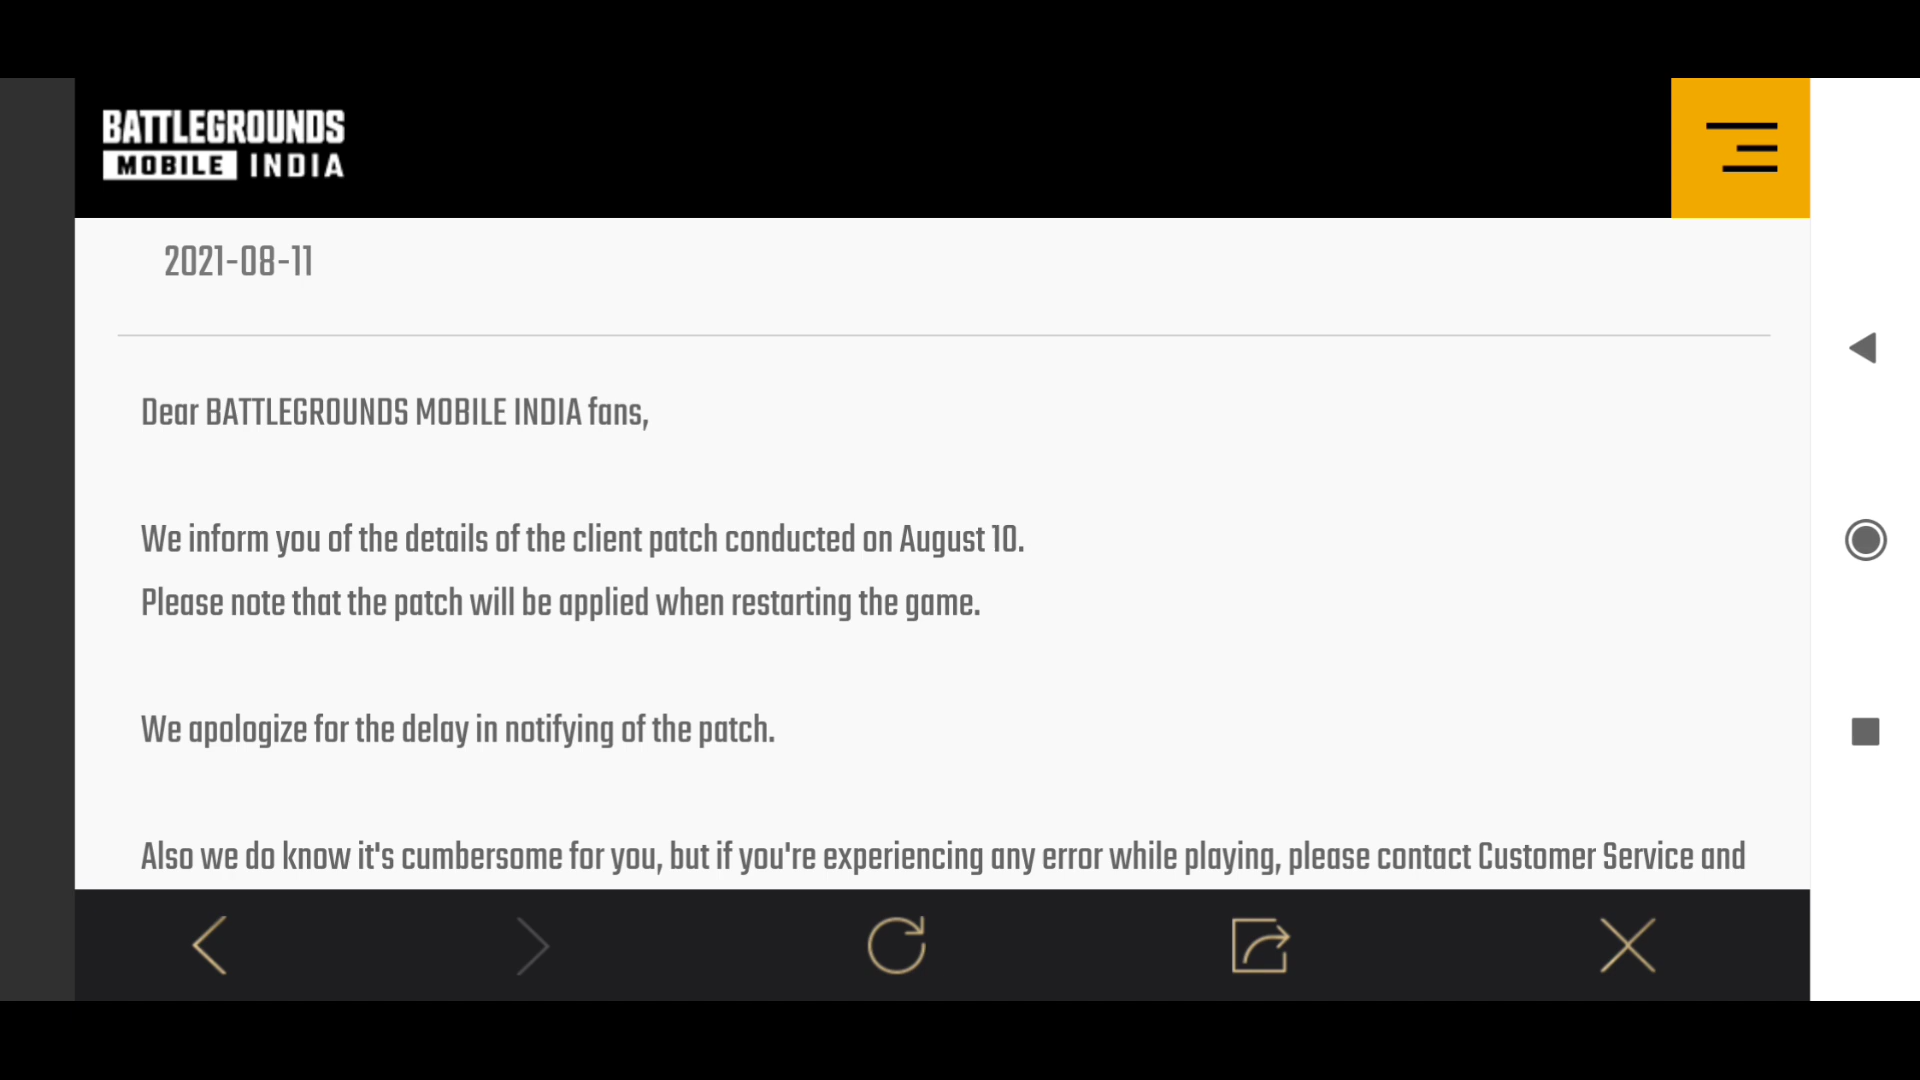 BATTLEGROUNDS
MOBILE INDIA
2021-08-11
Dear BATTLEGROUNDS MOBILE INDIA fans,
We inform you of the details of the client patch conducted on August 10.
Please note that the patch will be applied when restarting the game.
We apologize for the delay in notifying of the patch.
Also we do know it's cumbersome for you, but if you're experiencing any error while playing, please contact Customer Service and